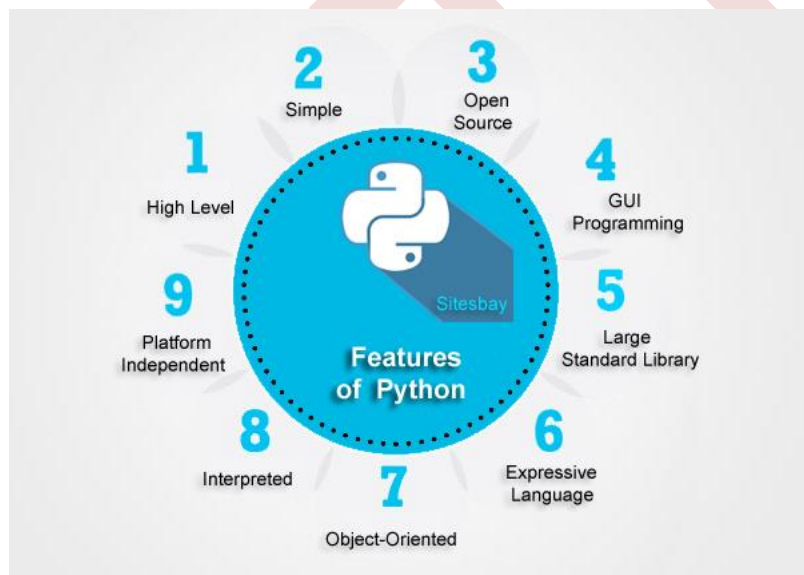 1
High Level
2
Simple
3
Open
Source
4
GUI
Programming
5
Large
Standard Library
6
Expressive
Language
7
Object-Oriented
8
Interpreted
9
Platform
Independent
Sitesbay
Features
of Python